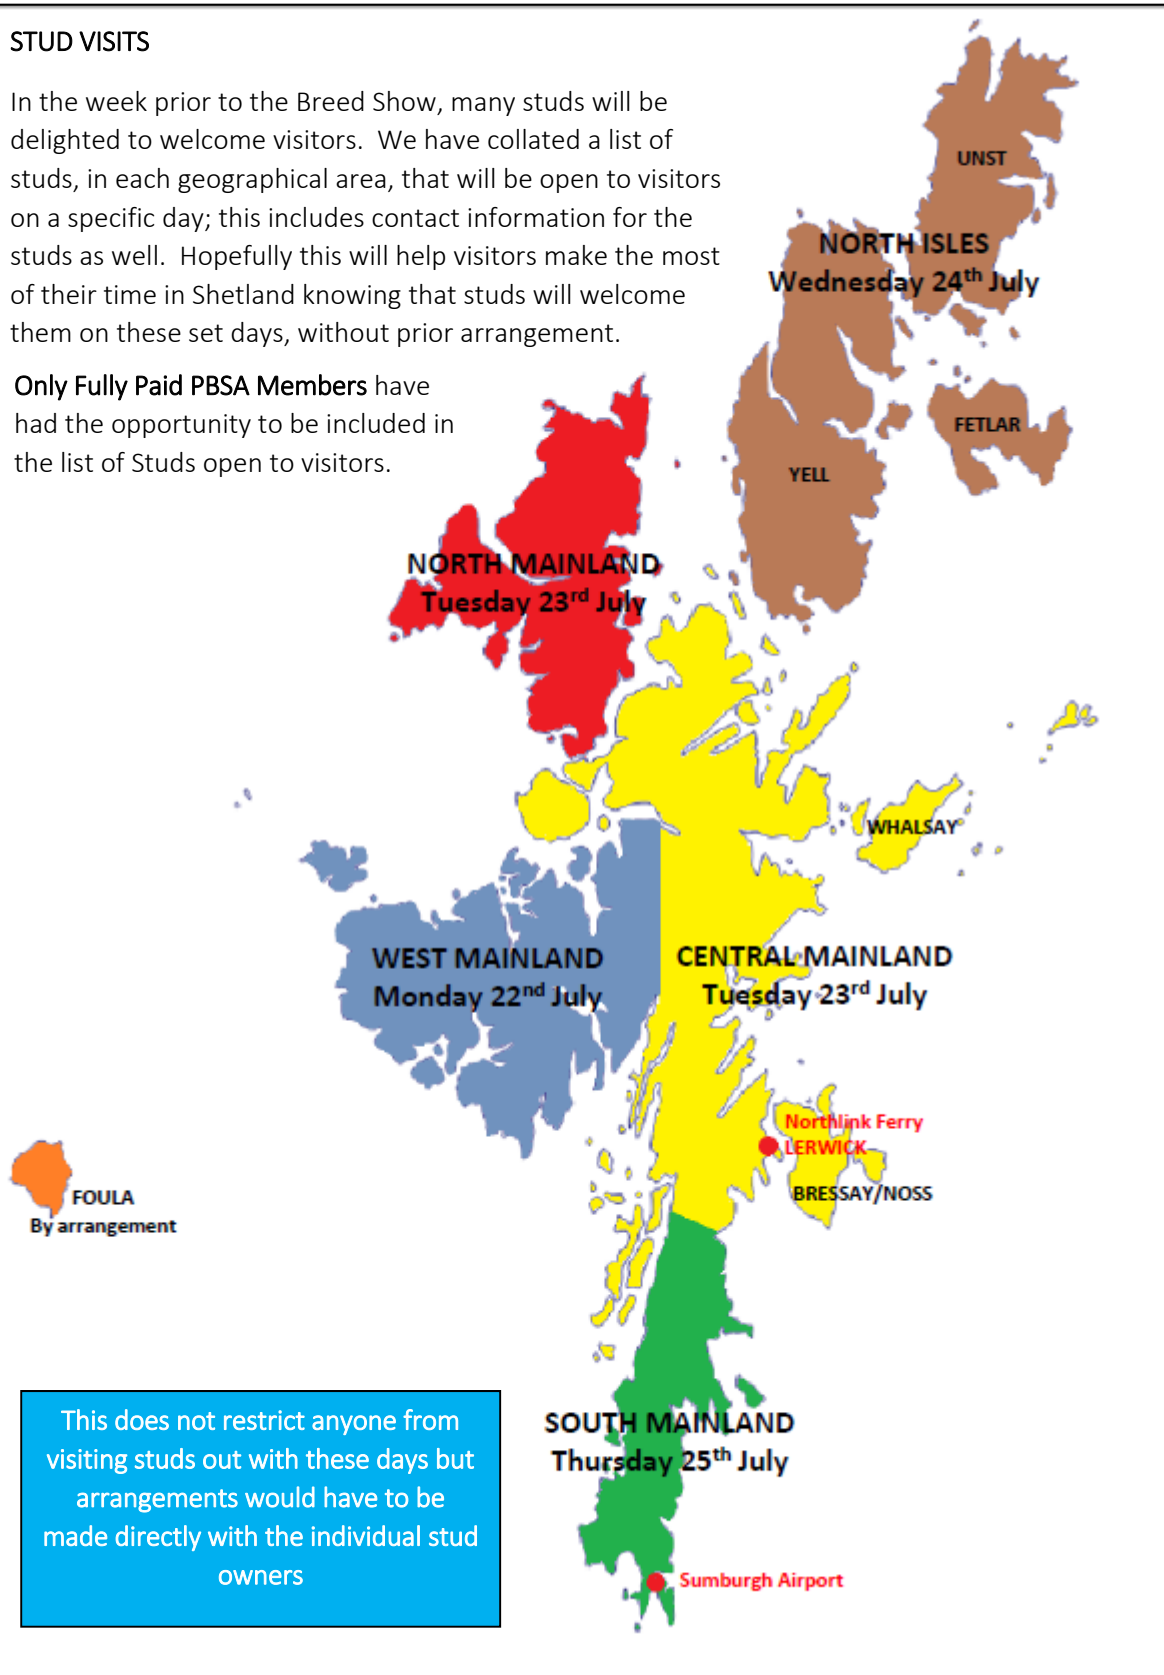 STUD VISITS
In the week prior to the Breed Show, many studs will be
delighted to welcome visitors.  We have collated a list of
studs, in each geographical area, that will be open to visitors
on a specific day; this includes contact information for the
studs as well.  Hopefully this will help visitors make the most
of their time in Shetland knowing that studs will welcome
them on these set days, without prior arrangement.
Only Fully Paid PBSA Members have
had the opportunity to be included in
the list of Studs open to visitors.
UNST
NORTH ISLES
Wednesday 24th July
FETLAR
YELL
NORTH MAINLAND
Tuesday 23rd July
WHALSAY
WEST MAINLAND
Monday 22nd July
CENTRAL MAINLAND
Tuesday 23rd July
Northlink Ferry
LERWICK
BRESSAY/NOSS
FOULA
By arrangement
SOUTH MAINLAND
Thursday 25th July
Sumburgh Airport
This does not restrict anyone from
visiting studs out with these days but
arrangements would have to be
made directly with the individual stud
owners